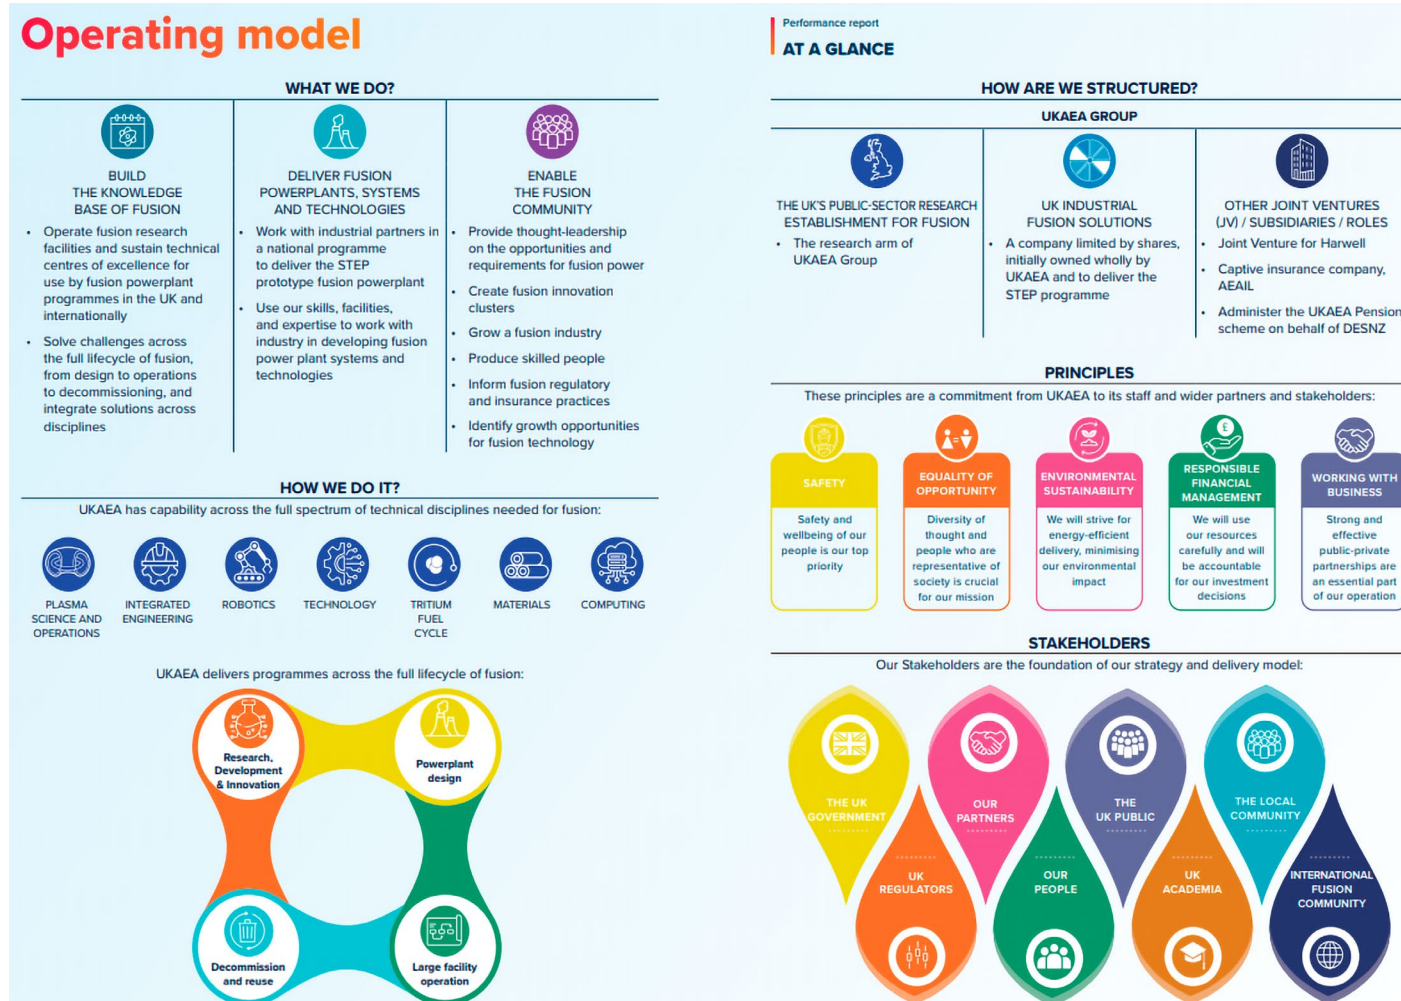 Operating model
WHAT WE DO?
BUILD
THE KNOWLEDGE
BASE OF FUSION
• Operate fusion research
facilities and sustain technical
centres of excellence for
use by fusion powerplant
programmes in the UK and
internationally
• Solve challenges across
the full lifecycle of fusion,
from design to operations
to decommissioning, and
integrate solutions across
disciplines
DELIVER FUSION
POWERPLANTS, SYSTEMS
AND TECHNOLOGIES
• Work with industrial partners in
a national programme
to deliver the STEP
prototype fusion powerplant
• Use our skills, facilities,
and expertise to work with
industry in developing fusion
power plant systems and
technologies
ENABLE
THE FUSION
COMMUNITY
• Provide thought-leadership
on the opportunities and
requirements for fusion power
• Create fusion innovation
clusters
• Grow a fusion industry
• Produce skilled people
• Inform fusion regulatory
and insurance practices
• Identify growth opportunities
for fusion technology
HOW WE DO IT?
UKAEA has capability across the full spectrum of technical disciplines needed for fusion:
PLASMA
SCIENCE AND
OPERATIONS
INTEGRATED
ENGINEERING
ROBOTICS
TECHNOLOGY
TRITIUM
FUEL
CYCLE
MATERIALS
COMPUTING
UKAEA delivers programmes across the full lifecycle of fusion:
Research,
Development
& Innovation
Powerplant
design
Decommission
and reuse
Large facility
operation
Performance report
AT A GLANCE
HOW ARE WE STRUCTURED?
UKAEA GROUP
THE UK'S PUBLIC-SECTOR RESEARCH
ESTABLISHMENT FOR FUSION
• The research arm of
UKAEA Group
UK INDUSTRIAL
FUSION SOLUTIONS
• A company limited by shares,
initially owned wholly by
UKAEA and to deliver the
STEP programme
OTHER JOINT VENTURES
(JV) / SUBSIDIARIES / ROLES
• Joint Venture for Harwell
• Captive insurance company,
AEAIL
• Administer the UKAEA Pension
scheme on behalf of DESNZ
PRINCIPLES
These principles are a commitment from UKAEA to its staff and wider partners and stakeholders:
SAFETY
Safety and
wellbeing of our
people is our top
priority
EQUALITY OF
OPPORTUNITY
Diversity of
thought and
people who are
representative of
society is crucial
for our mission
ENVIRONMENTAL
SUSTAINABILITY
We will strive for
energy-efficient
delivery, minimising
our environmental
impact
£
RESPONSIBLE
FINANCIAL
MANAGEMENT
We will use
our resources
carefully and will
be accountable
for our investment
decisions
WORKING WITH
BUSINESS
Strong and
effective
public-private
partnerships are
an essential part
of our operation
STAKEHOLDERS
Our Stakeholders are the foundation of our strategy and delivery model:
THE UK
GOVERNMENT
UK
REGULATORS
OUR
PARTNERS
OUR
PEOPLE
THE
UK PUBLIC
UK
ACADEMIA
THE LOCAL
COMMUNITY
INTERNATIONAL
FUSION
COMMUNITY